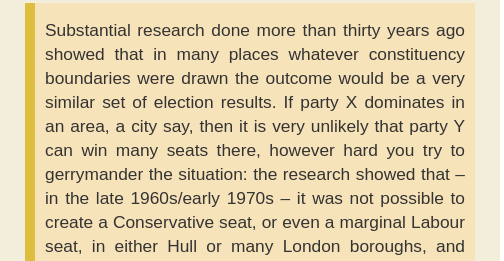 Substantial research done more than thirty years ago
showed that in many places whatever constituency
boundaries were drawn the outcome would be a very
similar set of election results. If party X dominates in
an area, a city say, then it is very unlikely that party Y
can win many seats there, however hard you try to
gerrymander the situation: the research showed that –
in the late 1960s/early 1970s – it was not possible to
create a Conservative seat, or even a marginal Labour
seat, in either Hull or many London boroughs, and